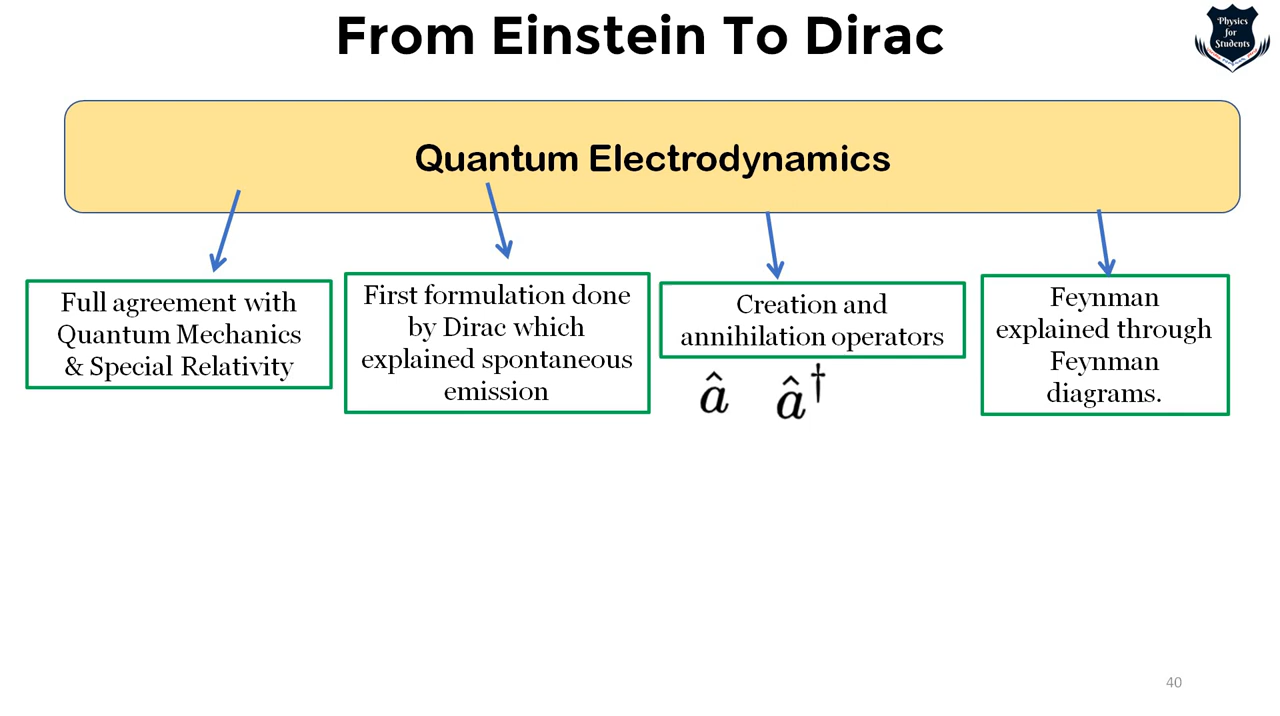 From Einstein To Dirac
Physics
for
Students
Quantum Electrodynamics
Full agreement with
Quantum Mechanics
& Special Relativity
First formulation done
by Dirac which
explained spontaneous
emission
Creation and
annihilation operators
â â†
Feynman
explained through
Feynman
diagrams.
40